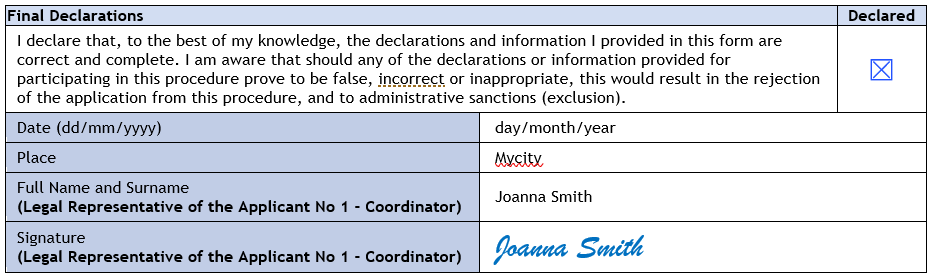 Final Declarations Declared
I declare that, to the best of my knowledge, the declarations and information I provided in this form are
correct and complete. I am aware that should any of the declarations or information provided for
participating in this procedure prove to be false, incorrect or inappropriate, this would result in the rejection
of the application from this procedure, and to administrative sanctions (exclusion).
Date (dd/mm/yyyy) day/month/year
Place Mycity
Full Name and Surname
(Legal Representative of the Applicant No 1 - Coordinator) Joanna Smith
Signature
(Legal Representative of the Applicant No 1 - Coordinator) Joanna Smith